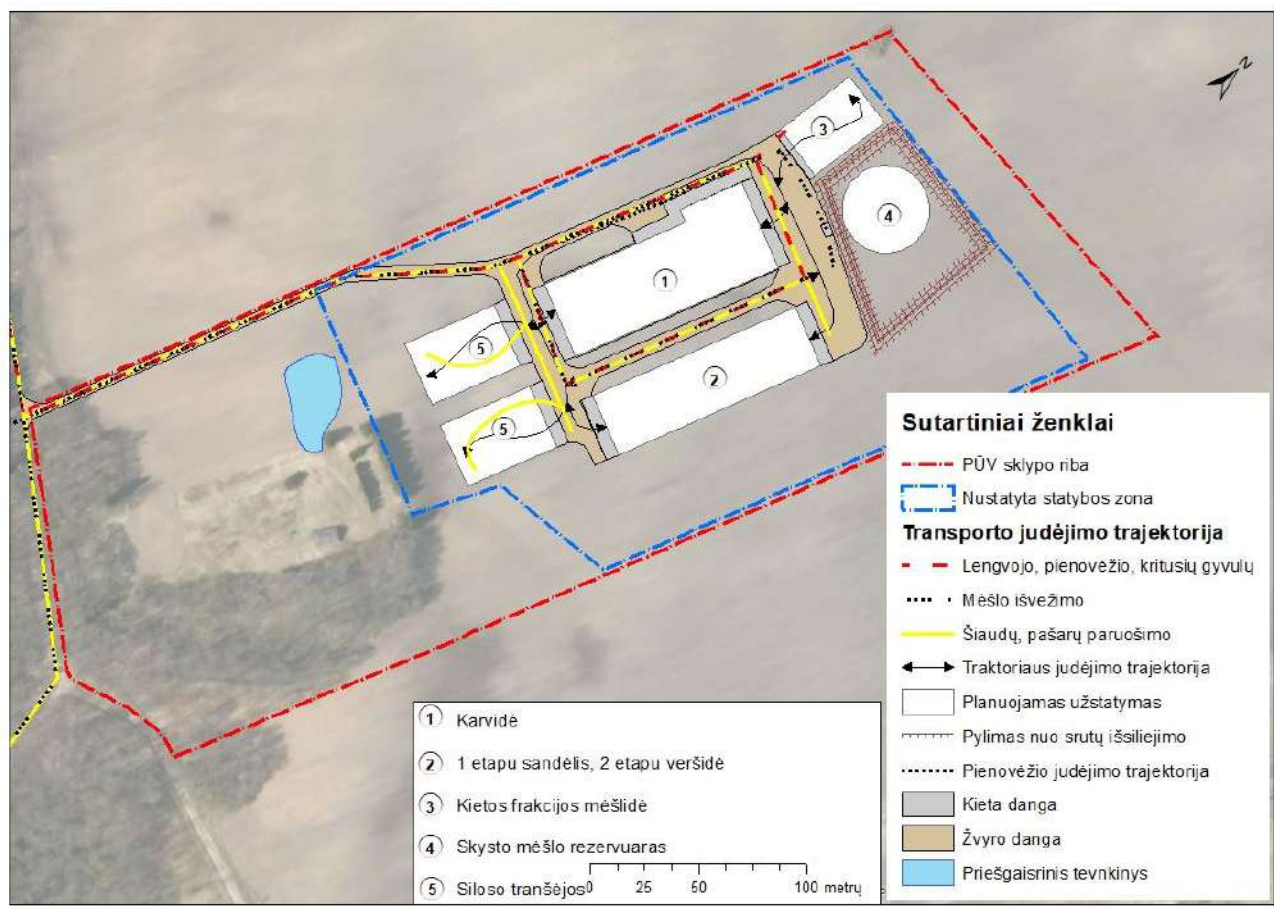 N
3
4
1
5
2
5
Sutartiniai ženklai
PŪV sklypo riba
Nustatyta statybos zona
Transporto judėjimo trajektorija
Lengvojo, pienovėžio, kritusių gyvulų
Mėšlo išvežimo
Šiaudų, pašarų paruošimo
Traktoriaus judėjimo trajektorija
Planuojamas užstatymas
Pylimas nuo srutų išsiliejimo
Pienovėžio judėjimo trajektorija
Kieta danga
Žvyro danga
Priešgaisrinis tevnkinys
1 Karvidė
2 1 etapu sandėlis, 2 etapu veršidė
3 Kietos frakcijos mėšlidė
4 Skysto mėšlo rezervuaras
5 Siloso tranšėjos
0 25 50 100 metrų